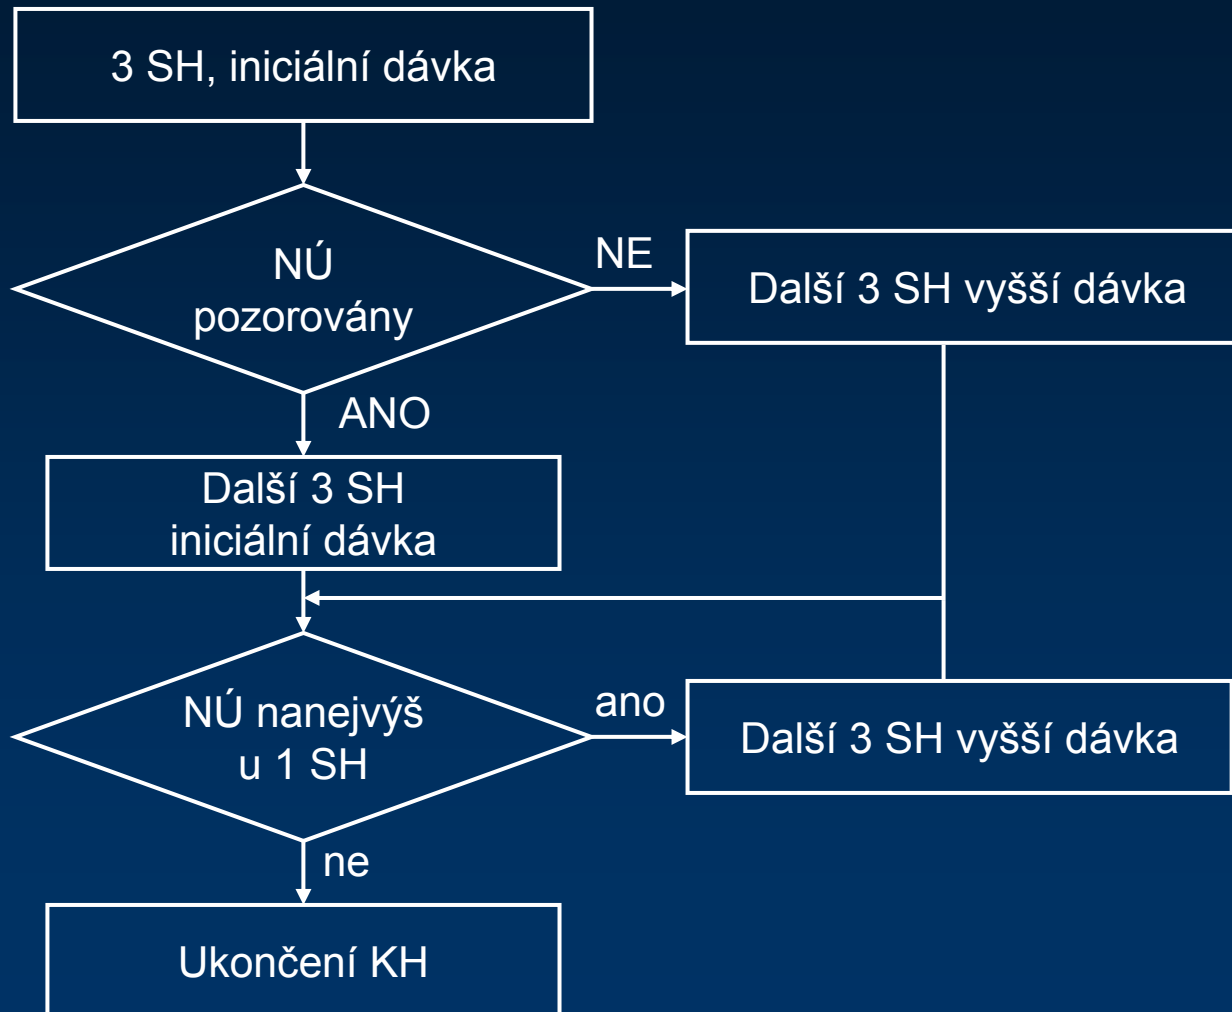 3 SH, iniciální dávka
NÚ
pozorovány
NE
Další 3 SH vyšší dávka
ANO
Další 3 SH
iniciální dávka
NÚ nanejvýš
u 1 SH
ano
Další 3 SH vyšší dávka
ne
Ukončení KH